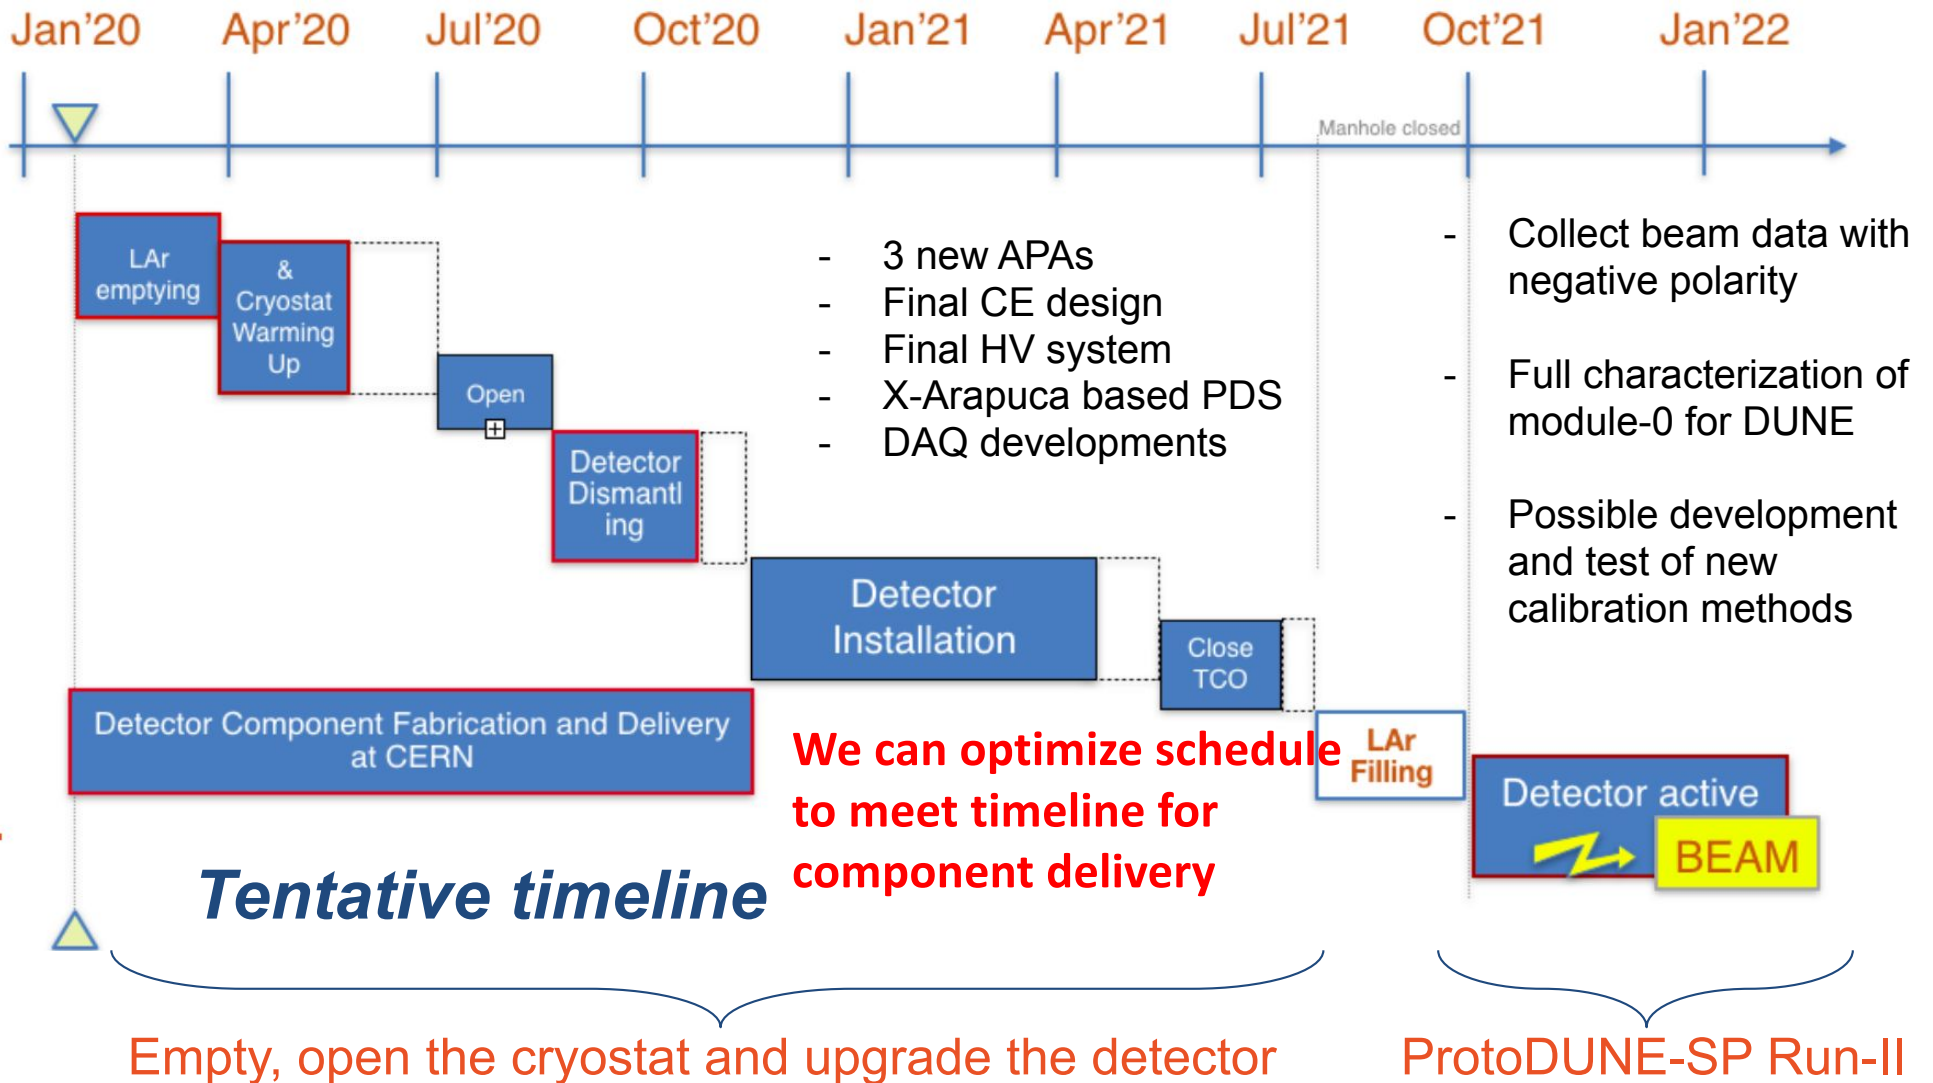 Jan'20 Apr'20 Jul'20 Oct'20 Jan'21 Apr'21 Jul'21 Oct'21 Jan'22
Manhole closed
LAr
emptying
&
Cryostat
Warming
Up
Open
Detector
Dismantl
ing
- 3 new APAs
- Final CE design
- Final HV system
- X-Arapuca based PDS
- DAQ developments
- Collect beam data with
negative polarity
- Full characterization of
module-0 for DUNE
- Possible development
and test of new
calibration methods
Detector
Installation
Close
TCO
Detector Component Fabrication and Delivery
at CERN
We can optimize schedule
to meet timeline for
component delivery
LAr
Filling
Detector active
BEAM
Tentative timeline
Empty, open the cryostat and upgrade the detector
ProtoDUNE-SP Run-II